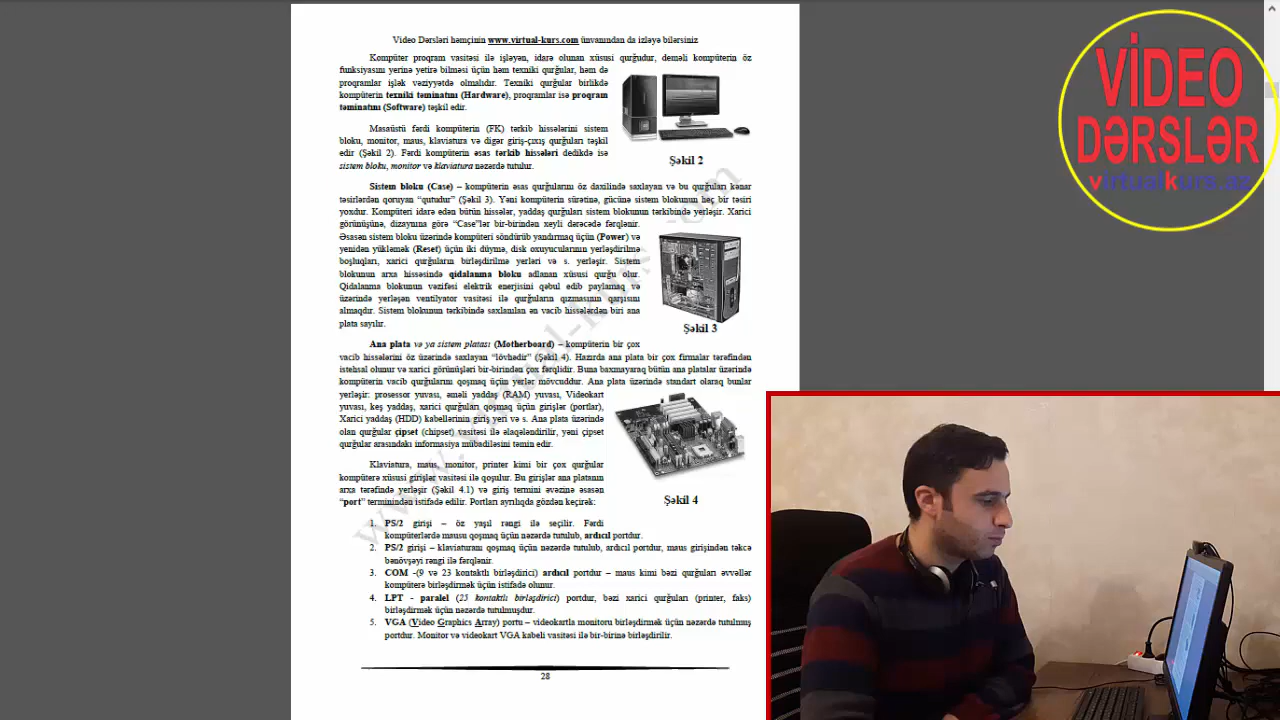 Video Dərsləri həmçinin www.virtual-kurs.com ünvanından da izləyə bilərsiniz
Kompüter proqram vasitəsi ilə işləyən, idarə olunan xüsusi qurğudur, deməli kompüterin öz
funksiyasını yerinə yetirə bilməsi üçün həm texniki qurğular, həm də
proqramlar işlək vəziyyətdə olmalıdır. Texniki qurğular birlikdə
kompüterin texniki təminatını (Hardware), proqramlar isə proqram
təminatını (Software) təşkil edir.
Masaüstü fərdi kompüterin (FK) tərkib hissələrini sistem
bloku, monitor, maus, klaviatura və digər giriş-çıxış qurğuları təşkil
edir (Şəkil 2). Fərdi kompüterin əsas tərkib hissələri dedikdə isə
sistem bloku, monitor və klaviatura nəzərdə tutulur.
Şəkil 2
Sistem bloku (Case) – kompüterin əsas qurğularını öz daxilində saxlayan və bu qurğuları kənar
təsirlərdən qoruyan “qutudur” (Şəkil 3). Yəni kompüterin sürətinə, gücünə sistem blokunun heç bir təsiri
yoxdur. Kompüteri idarə edən bütün hissələr, yaddaş qurğuları sistem blokunun tərkibində yerləşir. Xarici
görünüşünə, dizaynına görə “Case”lər bir-birindən xeyli dərəcədə fərqlənir.
Əsasən sistem bloku üzərində kompüteri söndürüb yandırmaq üçün (Power) və
yenidən yükləmək (Reset) üçün iki düymə, disk oxuyucularının yerləşdirilmə
boşluqları, xarici qurğuların birləşdirilmə yerləri və s. yerləşir. Sistem
blokunun arxa hissəsində qidalanma bloku adlanan xüsusi qurğu olur.
Qidalanma blokunun vəzifəsi elektrik enerjisini qəbul edib paylamaq və
üzərində yerləşən ventilyator vasitəsi ilə qurğuların qızmasının qarşısını
almaqdır. Sistem blokunun tərkibində saxlanılan ən vacib hissələrdən biri ana
plata sayılır.
Şəkil 3
Ana plata və ya sistem platası (Motherboard) – kompüterin bir çox
vacib hissələrini öz üzərində saxlayan “lövhədir” (Şəkil 4). Hazırda ana plata bir çox firmalar tərəfindən
istehsal olunur və xarici görünüşləri bir-birindən çox fərqlidir. Buna baxmayaraq bütün ana platalar üzərində
kompüterin vacib qurğularını qoşmaq üçün yerlər mövcuddur. Ana plata üzərində standart olaraq bunlar
yerləşir: prosessor yuvası, əməli yaddaş (RAM) yuvası, Videokart
yuvası, keş yaddaş, xarici qurğuları qoşmaq üçün girişlər (portlar),
Xarici yaddaş (HDD) kabellərinin giriş yeri və s. Ana plata üzərində
olan qurğular çipset (chipset) vasitəsi ilə əlaqələndirilir, yəni çipset
qurğular arasındakı informasiya mübadiləsini təmin edir.
Klaviatura, maus, monitor, printer kimi bir çox qurğular
kompüterə xüsusi girişlər vasitəsi ilə qoşulur. Bu girişlər ana platanın
arxa tərəfində yerləşir (Şəkil 4.1) və giriş termini əvəzinə əsasən
“port” terminindən istifadə edilir. Portları ayrılıqda gözdən keçirək:
Şəkil 4
1. PS/2 girişi – öz yaşıl rəngi ilə seçilir. Fərdi
kompüterlərdə mausu qoşmaq üçün nəzərdə tutulub, ardıcıl portdur.
2. PS/2 girişi – klaviaturanı qoşmaq üçün nəzərdə tutulub, ardıcıl portdur, maus girişindən təkcə
bənövşəyi rəngi ilə fərqlənir.
3. COM -(9 və 23 kontaktlı birləşdirici) ardıcıl portdur – maus kimi bəzi qurğuları əvvəllər
kompüterə birləşdirmək üçün istifadə olunur.
4. LPT - paralel (25 kontaktlı birləşdirici) portdur, bəzi xarici qurğuları (printer, faks)
birləşdirmək üçün nəzərdə tutulmuşdur.
5. VGA (Video Graphics Array) portu – videokartla monitoru birləşdirmək üçün nəzərdə tutulmuş
portdur. Monitor və videokart VGA kabeli vasitəsi ilə bir-birinə birləşdirilir.
28
www.virtual-kurs.com
VİDEO
DƏRSLƏR
virtualkurs.az